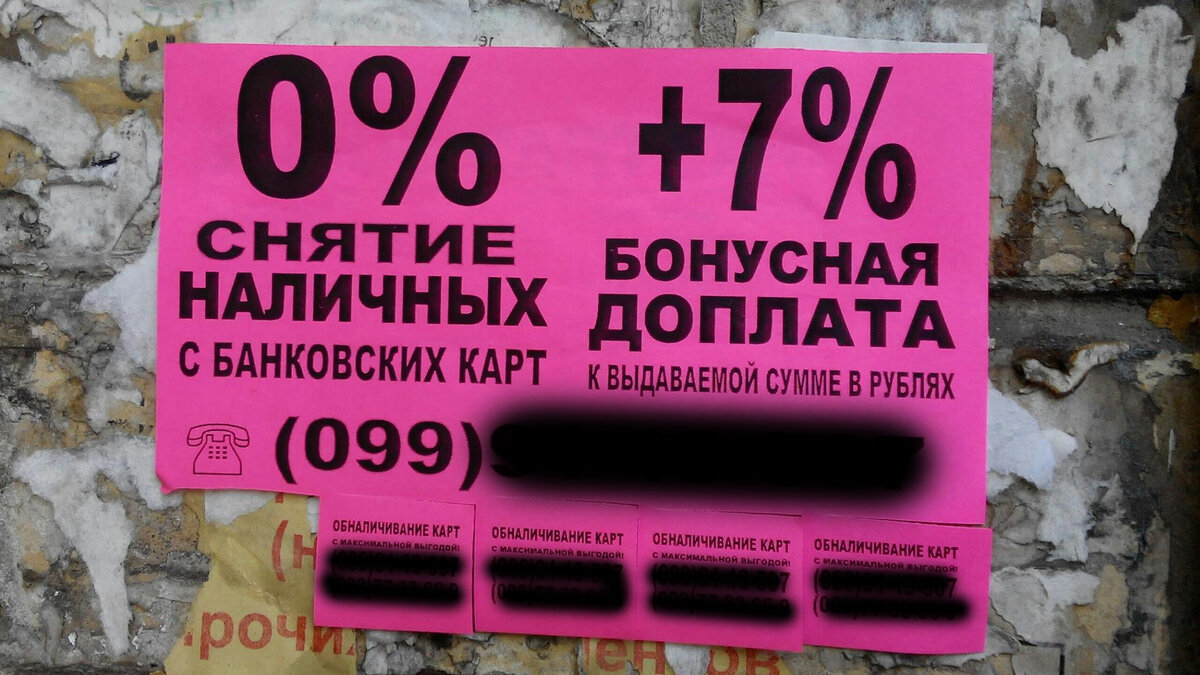 0% +7%
СНЯТИЕ
НАЛИЧНЫХ
С БАНКОВСКИХ КАРТ
БОНУСНАЯ
ДОПЛАТА
К ВЫДАВАЕМОЙ СУММЕ В РУБЛЯХ
(099)
ОБНАЛИЧИВАНИЕ КАРТ
С МАКСИМАЛЬНОЙ ВЫГОДОЙ!
ОБНАЛИЧИВАНИЕ КАРТ
С МАКСИМАЛЬНОЙ ВЫГОДОЙ!
ОБНАЛИЧИВАНИЕ КАРТ
С МАКСИМАЛЬНОЙ ВЫГОДОЙ!
ОБНАЛИЧИВАНИЕ КАРТ
С МАКСИМАЛЬНОЙ ВЫГОДОЙ!